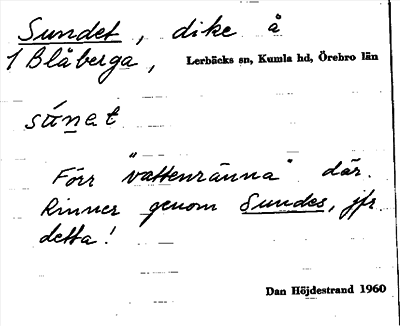 Sundet, dike å
1 Blåberga, Lerbäcks sn, Kumla hd, Örebro län
súnet
Förr "vattenränna" där.
Rinner genom Sundes, jfr
detta!
Dan Höjdestrand 1960